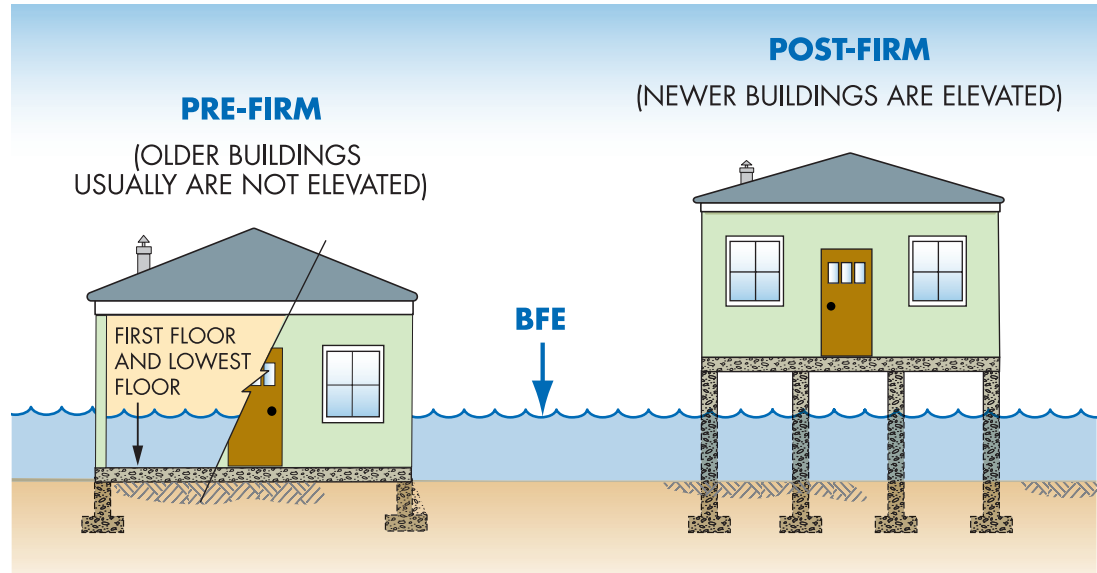 PRE-FIRM
(OLDER BUILDINGS
USUALLY ARE NOT ELEVATED)
FIRST FLOOR
AND LOWEST
FLOOR
BFE
POST-FIRM
(NEWER BUILDINGS ARE ELEVATED)